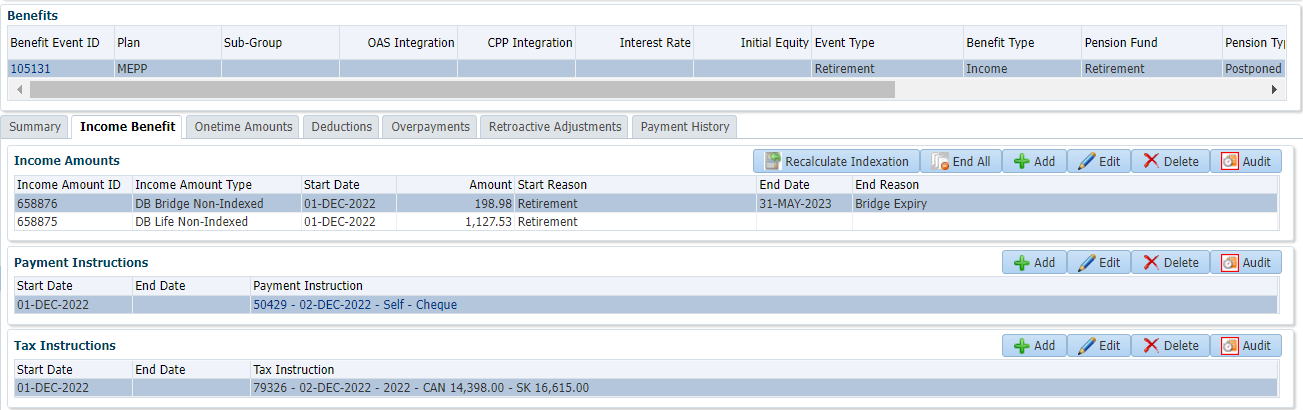 Benefits
Benefit Event ID Plan Sub-Group OAS Integration CPP Integration Interest Rate Initial Equity Event Type Benefit Type Pension Fund Pension Ty
105131 MEPP Retirement Income Retirement Postponed
Summary Income Benefit Onetime Amounts Deductions Overpayments Retroactive Adjustments Payment History
Income Amounts Recalculate Indexation End All Add Edit Delete Audit
Income Amount ID Income Amount Type Start Date Amount Start Reason End Date End Reason
658876 DB Bridge Non-Indexed 01-DEC-2022 198.98 Retirement 31-MAY-2023 Bridge Expiry
658875 DB Life Non-Indexed 01-DEC-2022 1,127.53 Retirement
Payment Instructions Add Edit Delete Audit
Start Date End Date Payment Instruction
01-DEC-2022 50429 - 02-DEC-2022 - Self - Cheque
Tax Instructions Add Edit Delete Audit
Start Date End Date Tax Instruction
01-DEC-2022 79326 - 02-DEC-2022 - 2022 - CAN 14,398.00 - SK 16,615.00